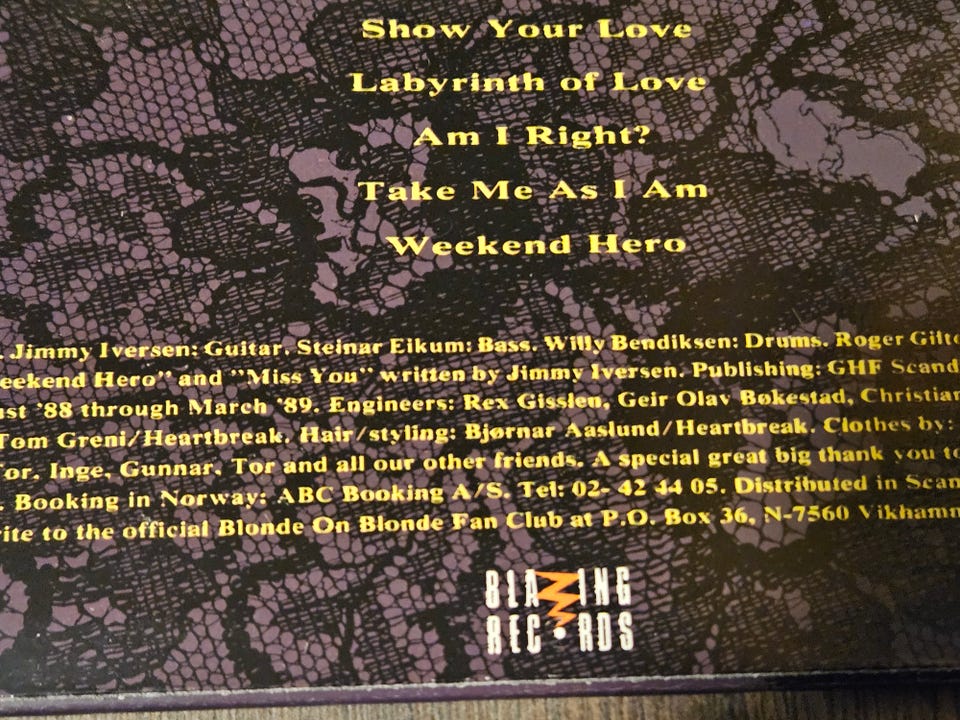 Show Your Love
Labyrinth of Love
Am I Right?
Take Me As I Am
Weekend Hero
. Jimmy Iversen: Guitar. Steinar Eikum: Bass. Willy Bendiksen: Drums. Roger Gilt
eekend Hero" and "Miss You" written by Jimmy Iversen. Publishing: GHF Scand
ust '88 through March '89. Engineers: Rex Gisslen, Geir Olav Bøkestad, Christian
Tom Greni/Heartbreak. Hair/styling: Bjørnar Aaslund/Heartbreak. Clothes by:
Tor, Inge, Gunnar, Tor and all our other friends. A special great big thank you to
. Booking in Norway: ABC Booking A/S. Tel: 02- 42 44 05. Distributed in Scan
rite to the official Blonde On Blonde Fan Club at P.O. Box 36, N-7560 Vikhamm
BLAZING
RECORDS